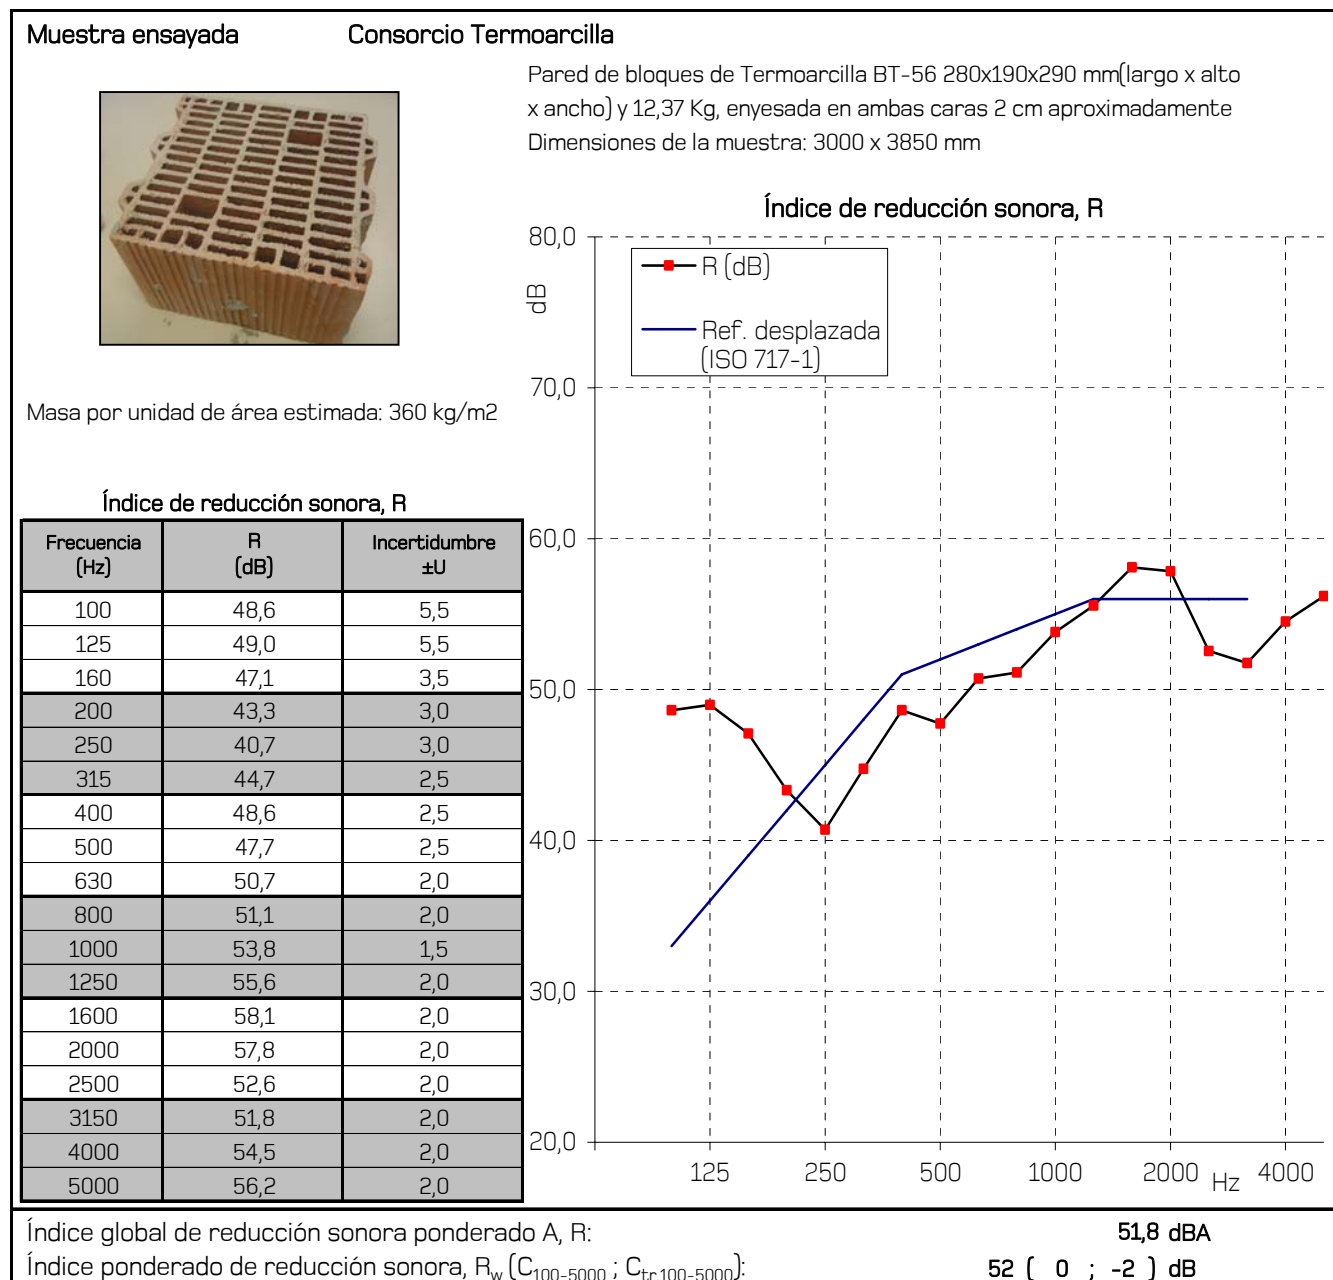 Muestra ensayada Consorcio Termoarcilla
Pared de bloques de Termoarcilla BT-56 280x190x290 mm(largo x alto
x ancho) y 12,37 Kg, enyesada en ambas caras 2 cm aproximadamente
Dimensiones de la muestra: 3000 x 3850 mm
Masa por unidad de área estimada: 360 kg/m2
Índice de reducción sonora, R
Frecuencia (Hz) R (dB) Incertidumbre ±U
100 48,6 5,5
125 49,0 5,5
160 47,1 3,5
200 43,3 3,0
250 40,7 3,0
315 44,7 2,5
400 48,6 2,5
500 47,7 2,5
630 50,7 2,0
800 51,1 2,0
1000 53,8 1,5
1250 55,6 2,0
1600 58,1 2,0
2000 57,8 2,0
2500 52,6 2,0
3150 51,8 2,0
4000 54,5 2,0
5000 56,2 2,0
Índice de reducción sonora, R
80,0
70,0
60,0
50,0
40,0
30,0
20,0
dB
R (dB)
Ref. desplazada
(ISO 717-1)
125 250 500 1000 2000 Hz 4000
Índice global de reducción sonora ponderado A, R: 51,8 dBA
Índice ponderado de reducción sonora, Rw (C100-5000 ; Ctr,100-5000): 52 ( 0 ; -2 ) dB